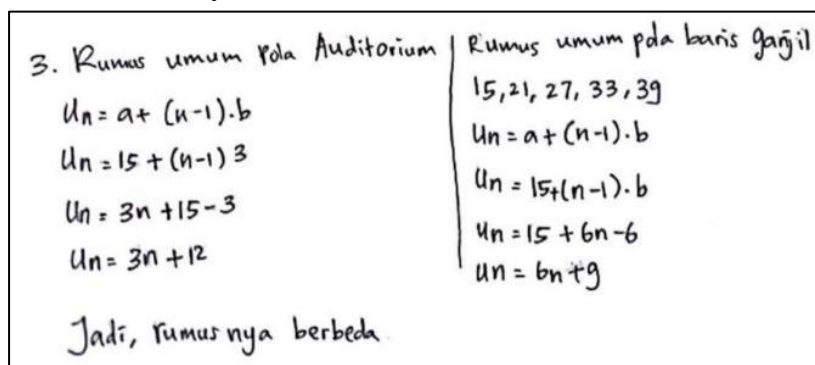 3. Rumus umum Pola Auditorium
Un = a + (n-1).b
Un = 15 + (n-1) 3
Un = 3n + 15 - 3
Un = 3n + 12
Jadi, rumus nya berbeda
Rumus umum pola baris ganjil
15, 21, 27, 33, 39
Un = a + (n-1).b
Un = 15 + (n-1).b
Un = 15 + 6n - 6
Un = 6n + 9